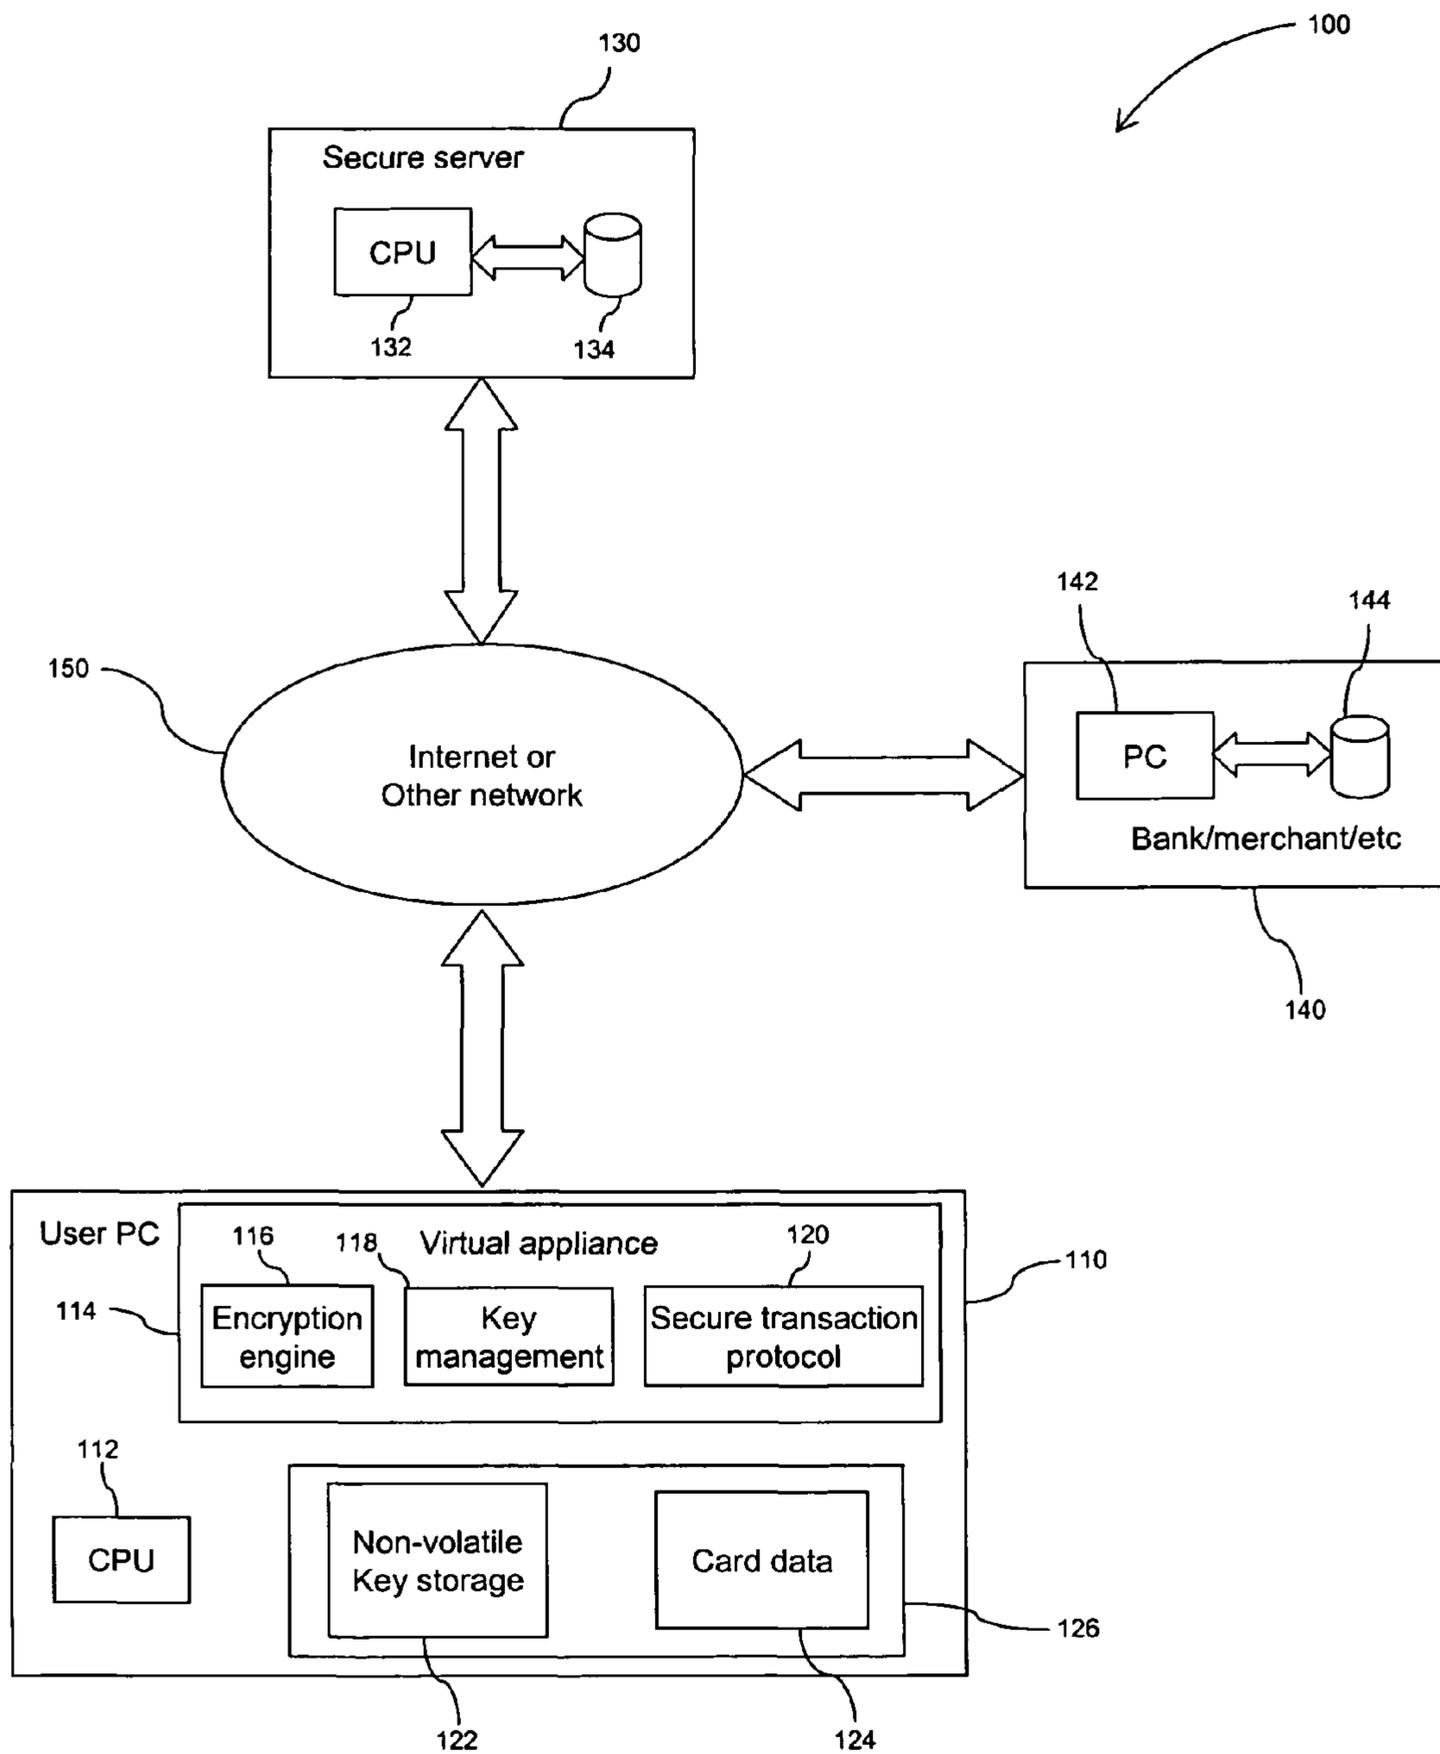 100
130
Secure server
CPU
132
134
142
144
150
Internet or
Other network
PC
Bank/merchant/etc
140
User PC
116
118
Virtual appliance
120
110
114
Encryption
engine
Key
management
Secure transaction
protocol
112
CPU
Non-volatile
Key storage
Card data
126
122
124